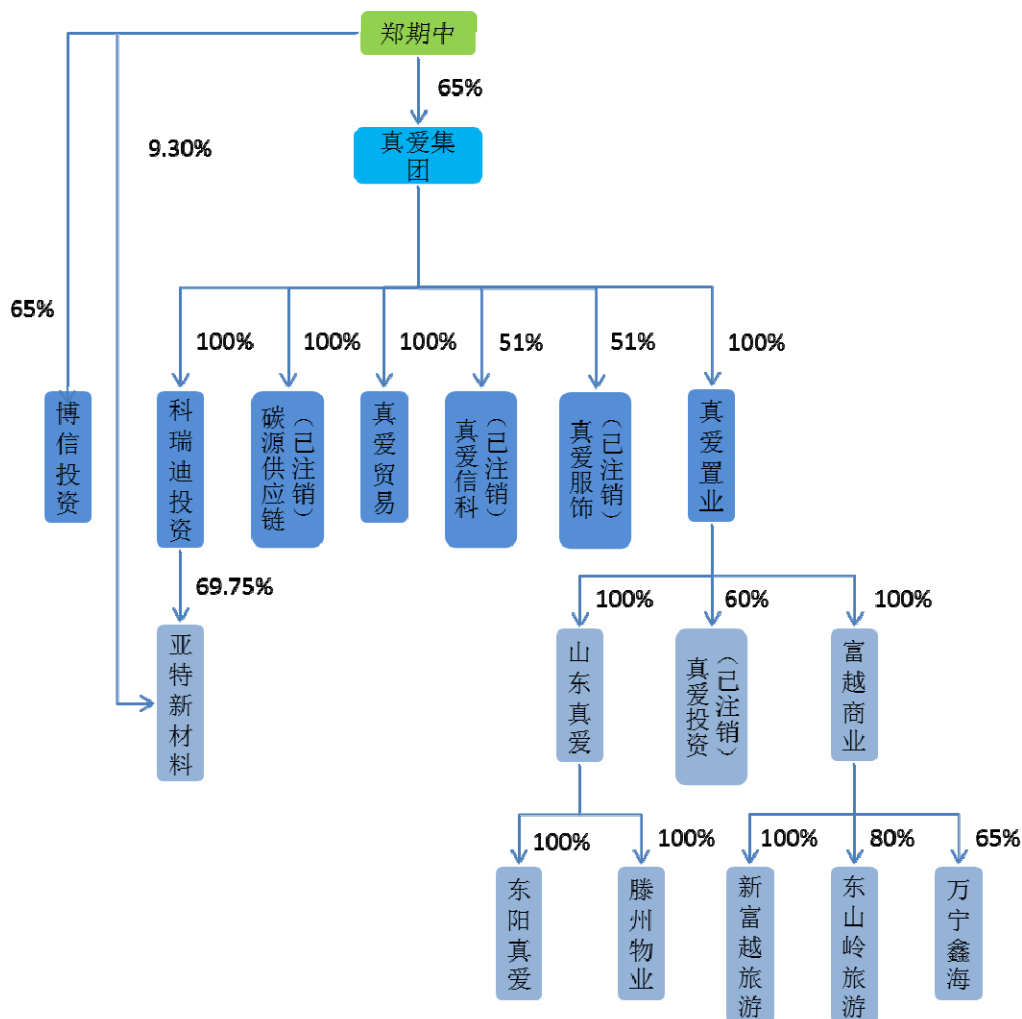 郑期中
65%
真爱集
团
9.30%
65%
100%
100%
100%
51%
51%
100%
博信投资
科瑞迪投资
碳源供应链
（已注销）
真爱贸易
真爱信科
（已注销）
真爱服饰
（已注销）
真爱置业
69.75%
100%
60%
100%
亚特新材料
山东真爱
真爱投资
（已注销）
富越商业
100%
100%
100%
80%
65%
东阳真爱
滕州物业
新富越旅游
东山岭旅游
万宁鑫海